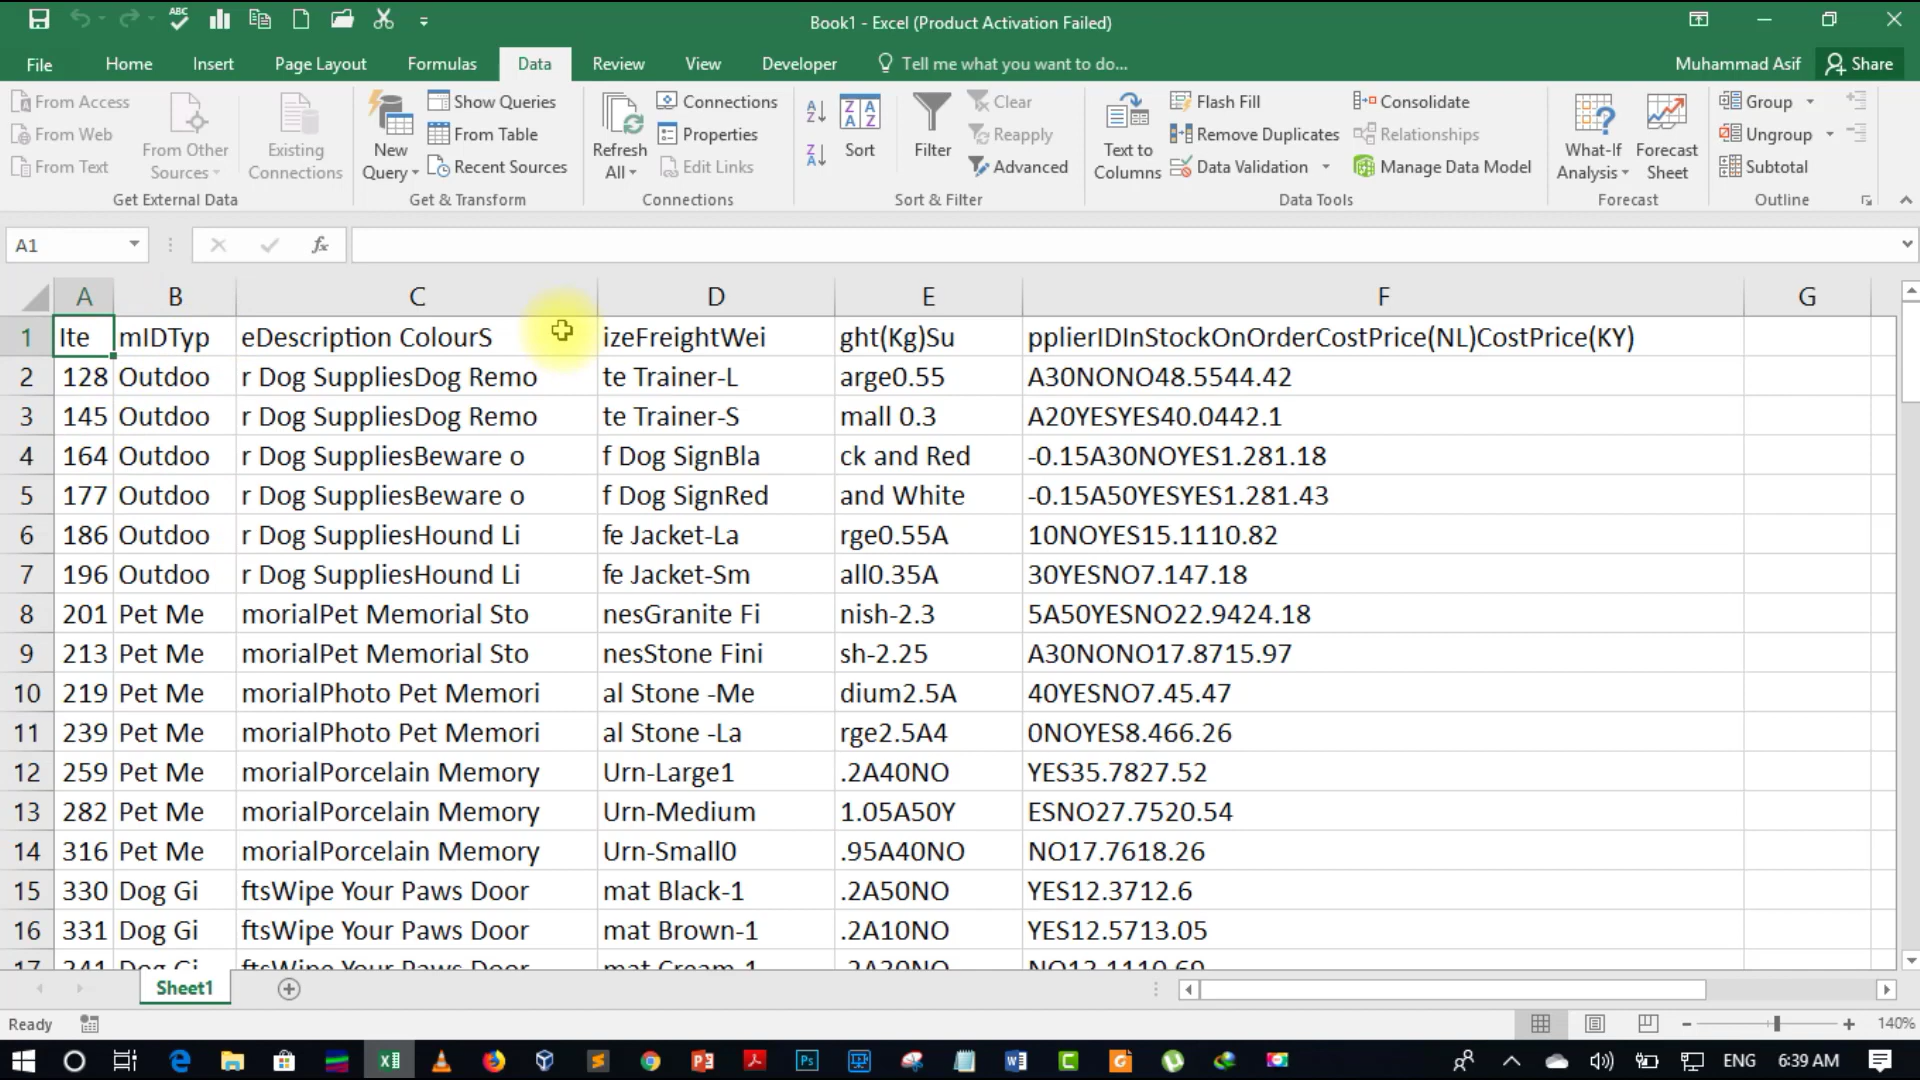 ABC
Book1 - Excel (Product Activation Failed)
File Home Insert Page Layout Formulas Data Review View Developer Tell me what you want to do... Muhammad Asif Share
From Access
From Web
From Text
From Other Sources
Existing Connections
Get External Data
New Query
Show Queries
From Table
Recent Sources
Get & Transform
Refresh All
Connections
Properties
Edit Links
Connections
A Z
Z A
Z A A Z
Sort
Filter
Clear
Reapply
Advanced
Sort & Filter
Text to Columns
Flash Fill
Remove Duplicates
Data Validation
Consolidate
Relationships
Manage Data Model
Data Tools
What-If Analysis
Forecast Sheet
Forecast
Group
Ungroup
Subtotal
Outline
A1 fx
A B C D E F G
1 Ite mIDTyp eDescription ColourS izeFreightWei ght(Kg)Su pplierIDInStockOnOrderCostPrice(NL)CostPrice(KY)
2 128 Outdoo r Dog SuppliesDog Remo te Trainer-L arge0.55 A30NONO48.5544.42
3 145 Outdoo r Dog SuppliesDog Remo te Trainer-S mall 0.3 A20YESYES40.0442.1
4 164 Outdoo r Dog SuppliesBeware o f Dog SignBla ck and Red -0.15A30NOYES1.281.18
5 177 Outdoo r Dog SuppliesBeware o f Dog SignRed and White -0.15A50YESYES1.281.43
6 186 Outdoo r Dog SuppliesHound Li fe Jacket-La rge0.55A 10NOYES15.1110.82
7 196 Outdoo r Dog SuppliesHound Li fe Jacket-Sm all0.35A 30YESNO7.147.18
8 201 Pet Me morialPet Memorial Sto nesGranite Fi nish-2.3 5A50YESNO22.9424.18
9 213 Pet Me morialPet Memorial Sto nesStone Fini sh-2.25 A30NONO17.8715.97
10 219 Pet Me morialPhoto Pet Memori al Stone -Me dium2.5A 40YESNO7.45.47
11 239 Pet Me morialPhoto Pet Memori al Stone -La rge2.5A4 0NOYES8.466.26
12 259 Pet Me morialPorcelain Memory Urn-Large1 .2A40NO YES35.7827.52
13 282 Pet Me morialPorcelain Memory Urn-Medium 1.05A50Y ESNO27.7520.54
14 316 Pet Me morialPorcelain Memory Urn-Small0 .95A40NO NO17.7618.26
15 330 Dog Gi ftsWipe Your Paws Door mat Black-1 .2A50NO YES12.3712.6
16 331 Dog Gi ftsWipe Your Paws Door mat Brown-1 .2A10NO YES12.5713.05
17 341 Dog Gi ftsWipe Your Paws Door mat Cream-1
Sheet1
Ready 140%
ENG 6:39 AM